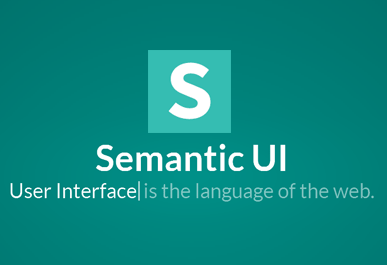 S
Semantic UI
User Interface| is the language of the web.